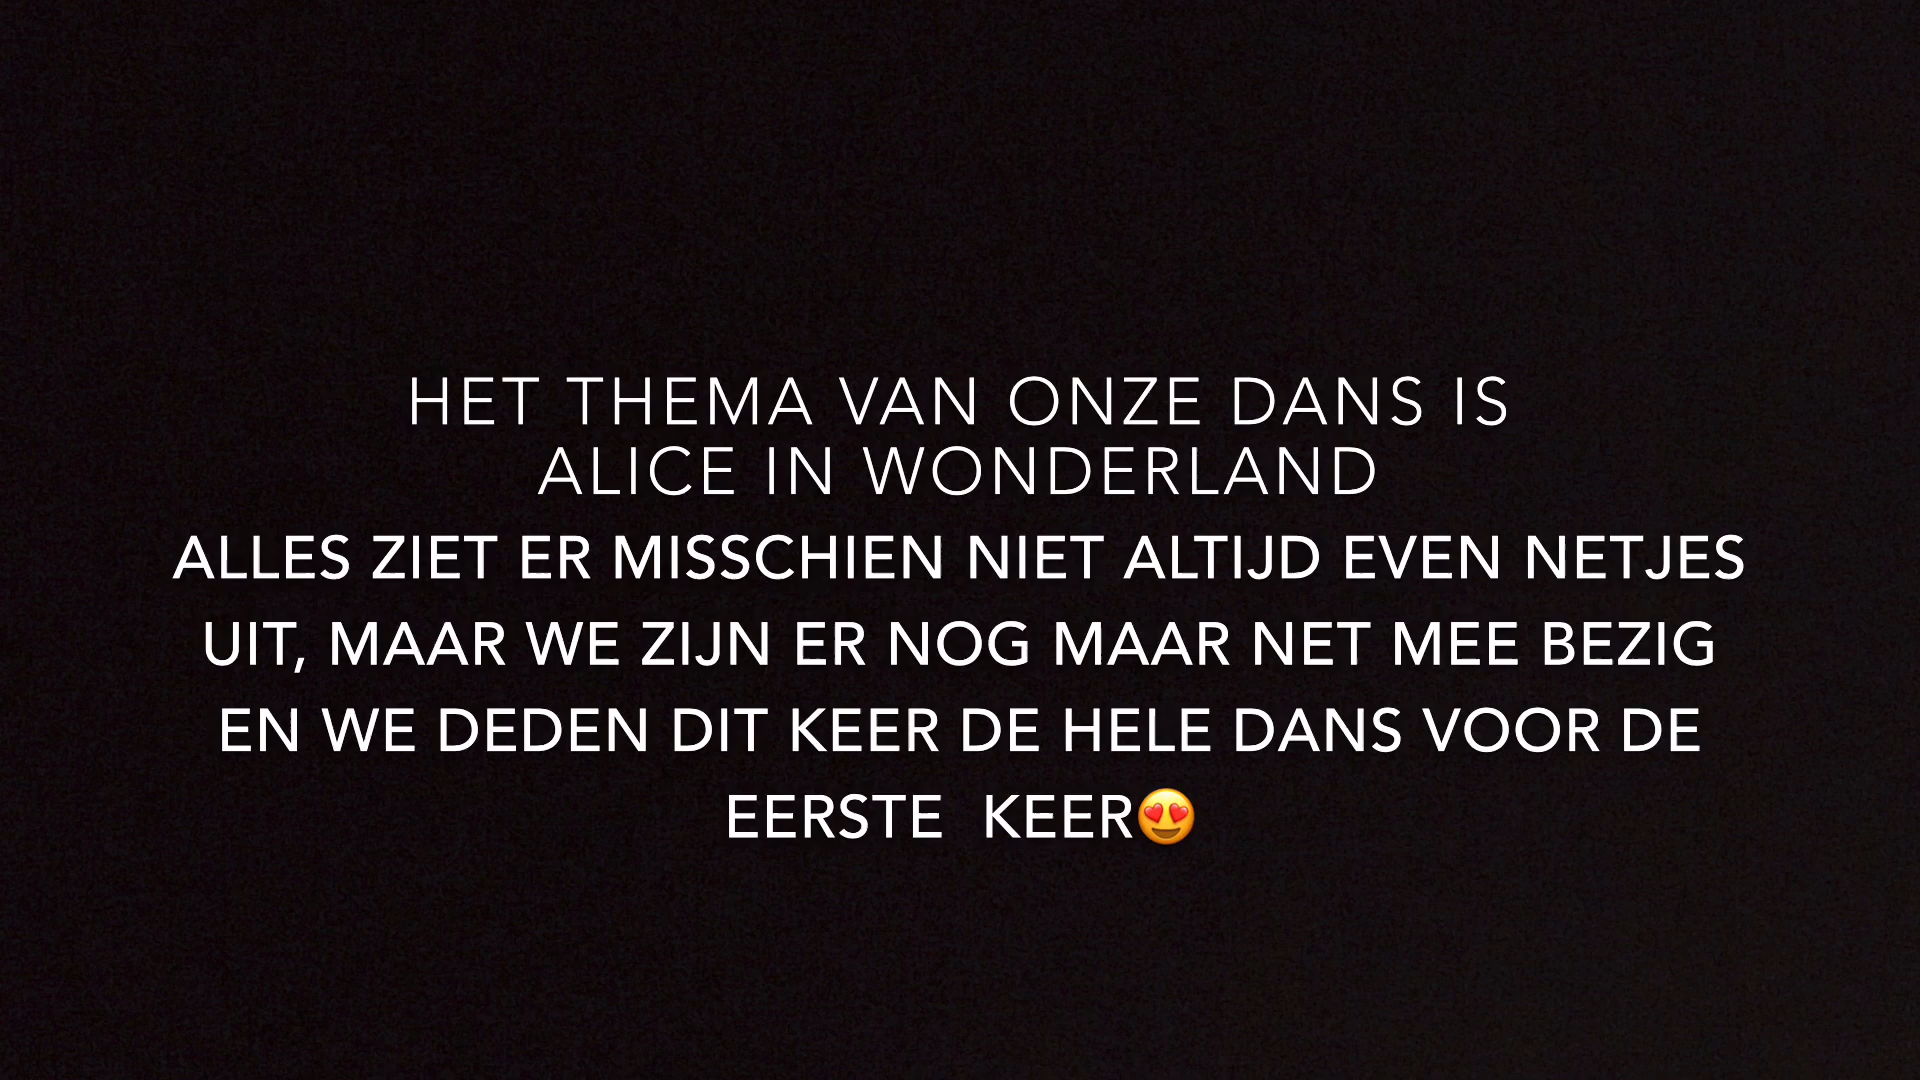 HET THEMA VAN ONZE DANS IS
ALICE IN WONDERLAND
ALLES ZIET ER MISSCHIEN NIET ALTIJD EVEN NETJES
UIT, MAAR WE ZIJN ER NOG MAAR NET MEE BEZIG
EN WE DEDEN DIT KEER DE HELE DANS VOOR DE
EERSTE  KEER😍